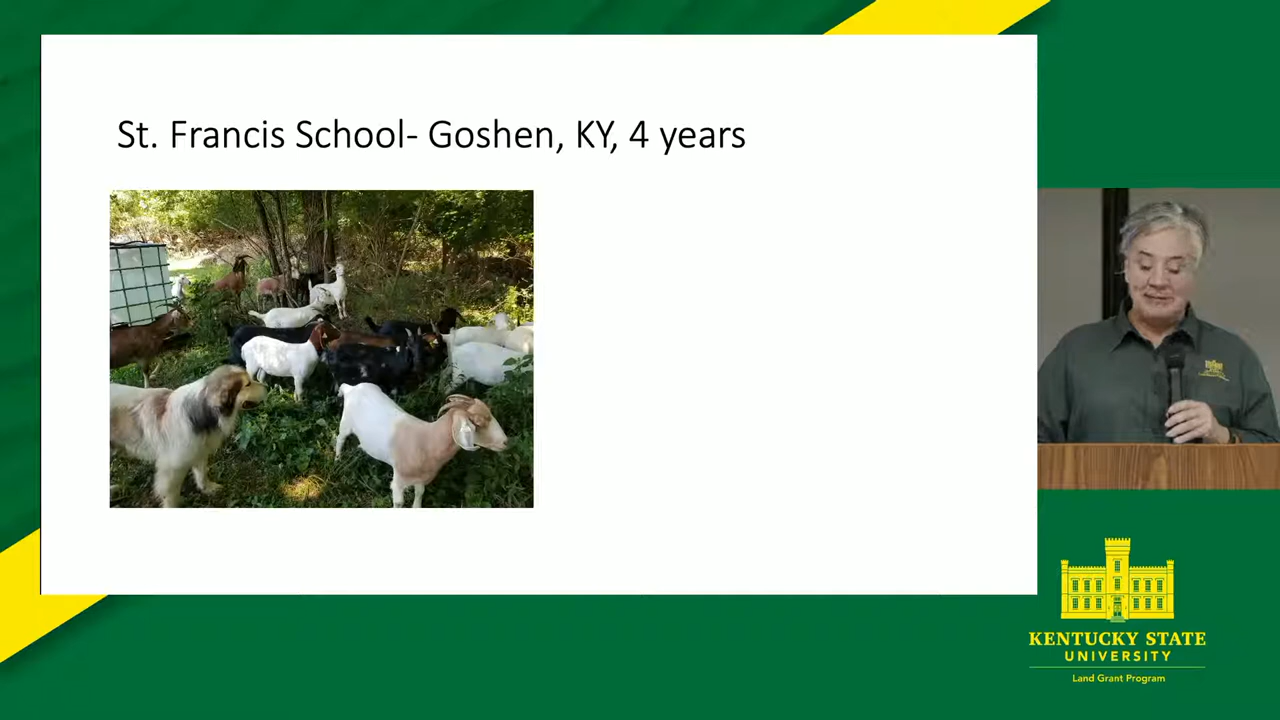 St. Francis School- Goshen, KY, 4 years
KENTUCKY STATE
UNIVERSITY
Land Grant Program